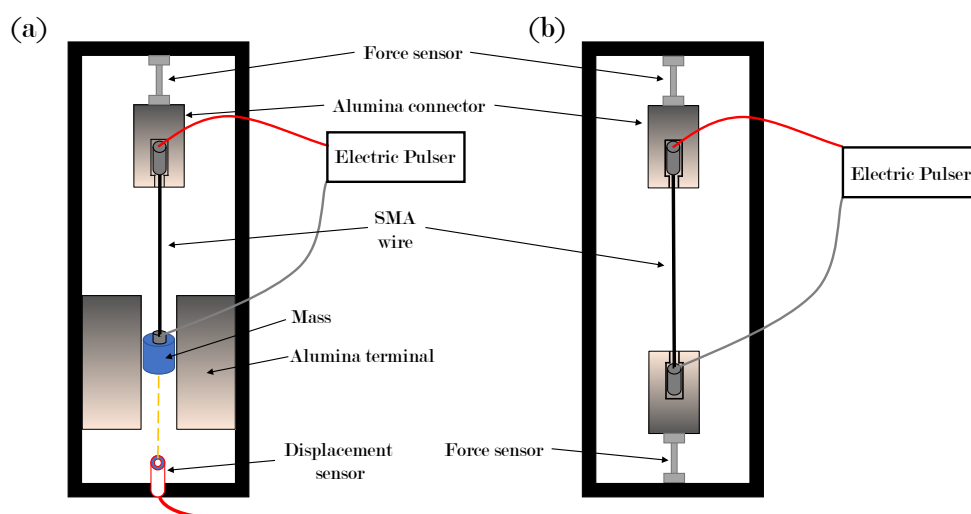 (a)
(b)
Force sensor
Alumina connector
Electric Pulser
Electric Pulser
SMA
wire
Mass
Alumina terminal
Displacement
sensor
Force sensor